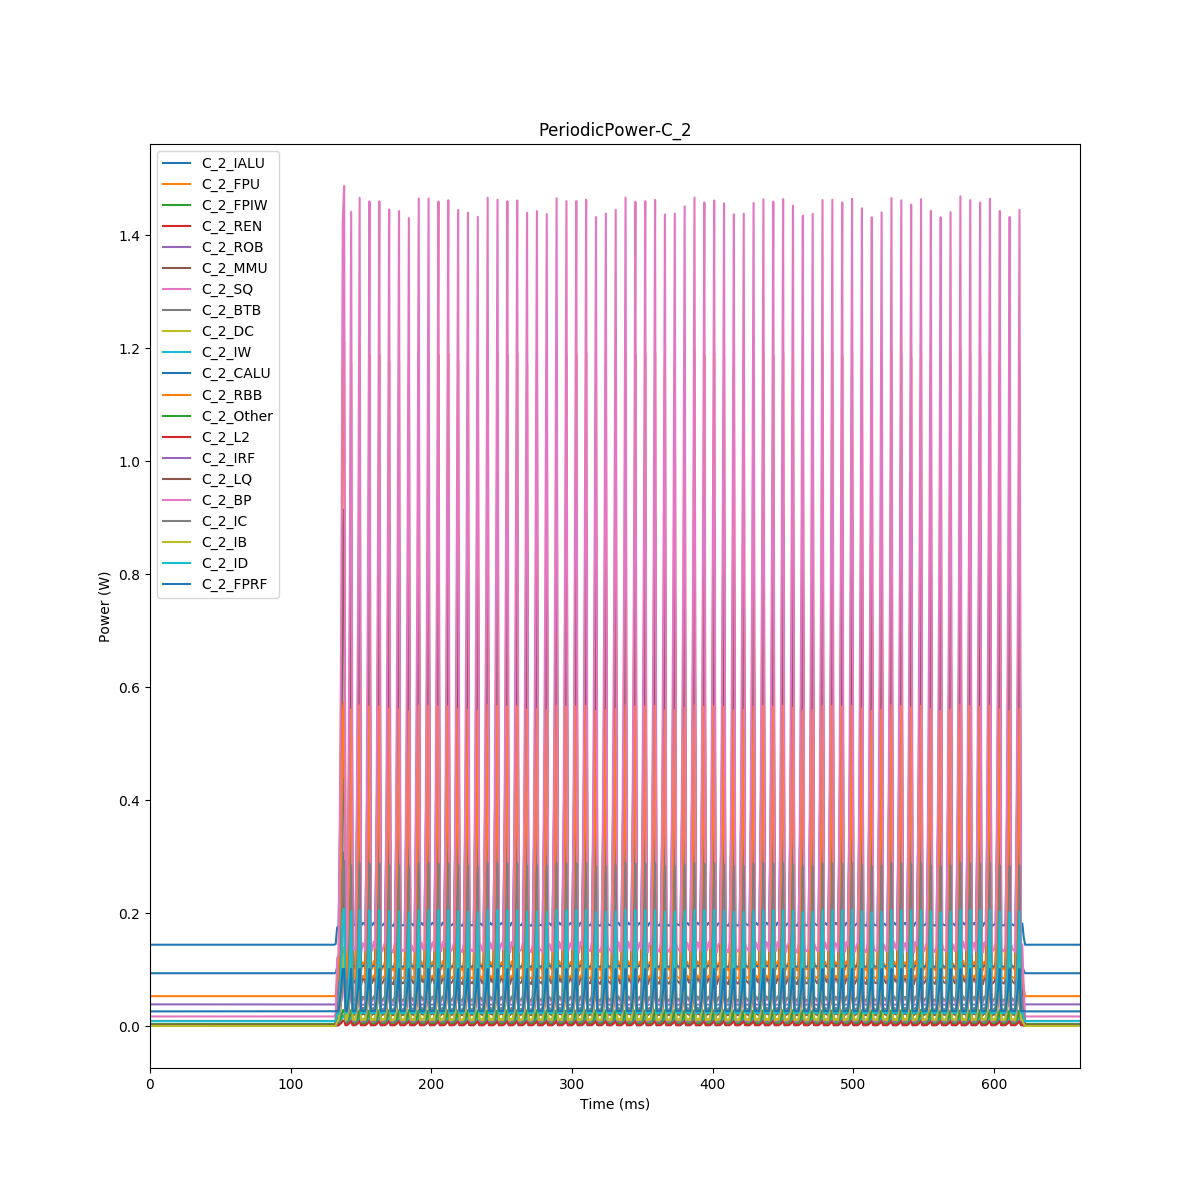 PeriodicPower-C_2
C_2_IALU
C_2_FPU
C_2_FPIW
C_2_REN
C_2_ROB
C_2_MMU
C_2_SQ
C_2_BTB
C_2_DC
C_2_IW
C_2_CALU
C_2_RBB
C_2_Other
C_2_L2
C_2_IRF
C_2_LQ
C_2_BP
C_2_IC
C_2_IB
C_2_ID
C_2_FPRF
1.4
1.2
1.0
0.8
0.6
0.4
0.2
0.0
Power (W)
0 100 200 300 400 500 600
Time (ms)